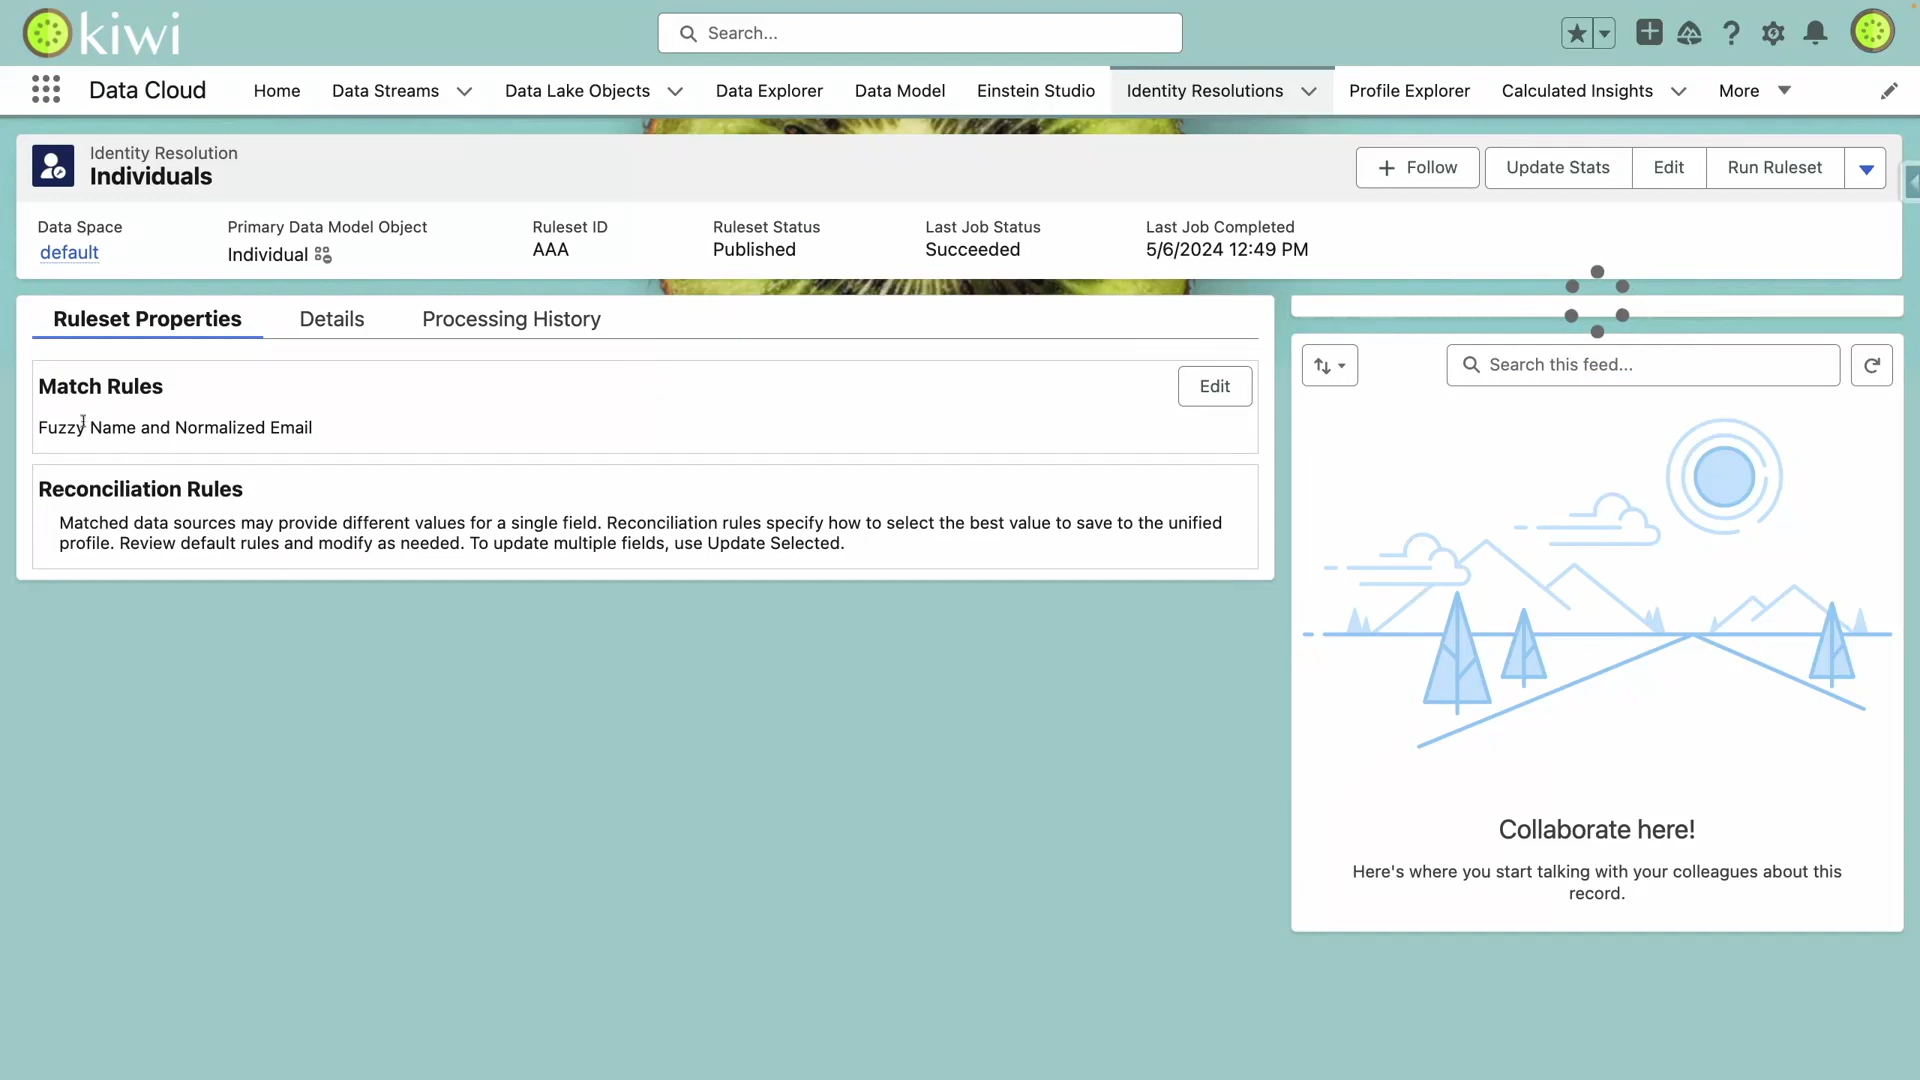 kiwi
Search...
Data Cloud Home Data Streams Data Lake Objects Data Explorer Data Model Einstein Studio Identity Resolutions Profile Explorer Calculated Insights More
Identity Resolution
Individuals
+ Follow Update Stats Edit Run Ruleset
Data Space Primary Data Model Object Ruleset ID Ruleset Status Last Job Status Last Job Completed
default Individual AAA Published Succeeded 5/6/2024 12:49 PM
Ruleset Properties Details Processing History
Match Rules
Edit
Fuzzy Name and Normalized Email
Reconciliation Rules
Matched data sources may provide different values for a single field. Reconciliation rules specify how to select the best value to save to the unified
profile. Review default rules and modify as needed. To update multiple fields, use Update Selected.
Search this feed...
Collaborate here!
Here's where you start talking with your colleagues about this
record.